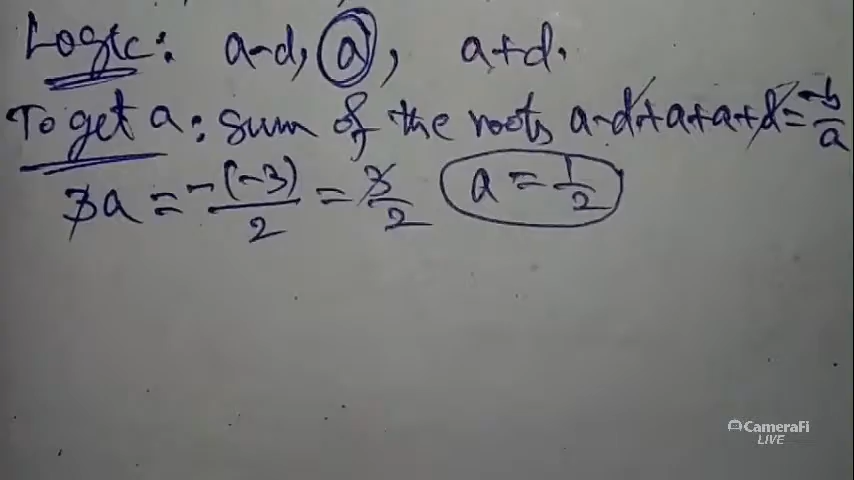 Logic: a-d, a, a+d.
To get a: sum of the roots a-d+a+a+d = -b/a
3a = -(-3)/2 = 3/2 a = 1/2
CameraFi
LIVE